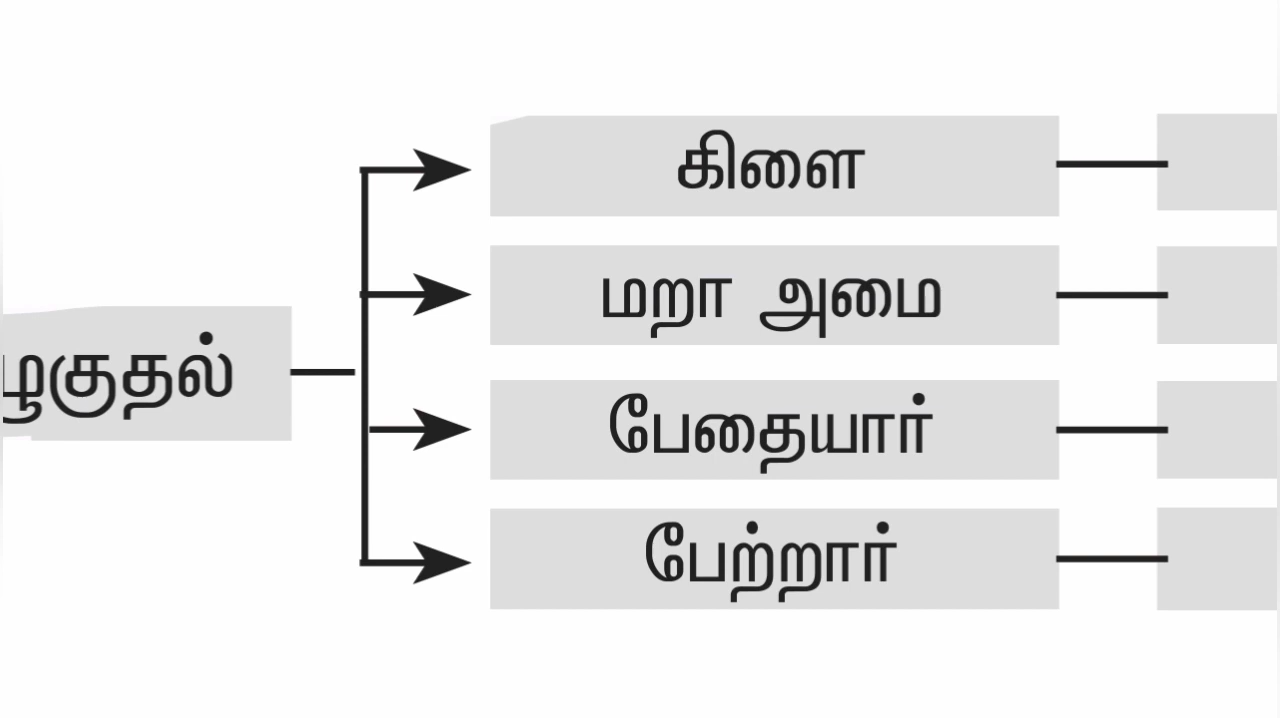 கிளை
மறா அமை
பேதையார்
பேற்றார்